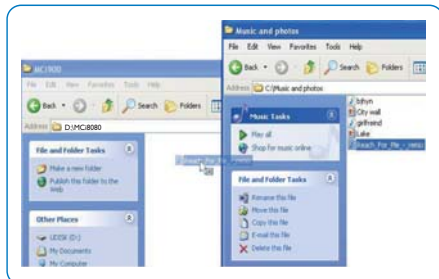 Music and photos
File Edit View Favorites Tools Help
Back Search Folders
Address C:\Music and photos
Music Tasks
Play all
Shop for music online
File and Folder Tasks
Rename this file
Move this file
Copy this file
E-mail this file
Delete this file
City wall
girlfriend
Lake
Reach For Me - remix
MCi900
File Edit View Favorites Tools Help
Back Search Folders
Address D:\MCi8080
File and Folder Tasks
Make a new folder
Publish this folder to the
Web
Other Places
UDISK (D:)
My Documents
My Computer